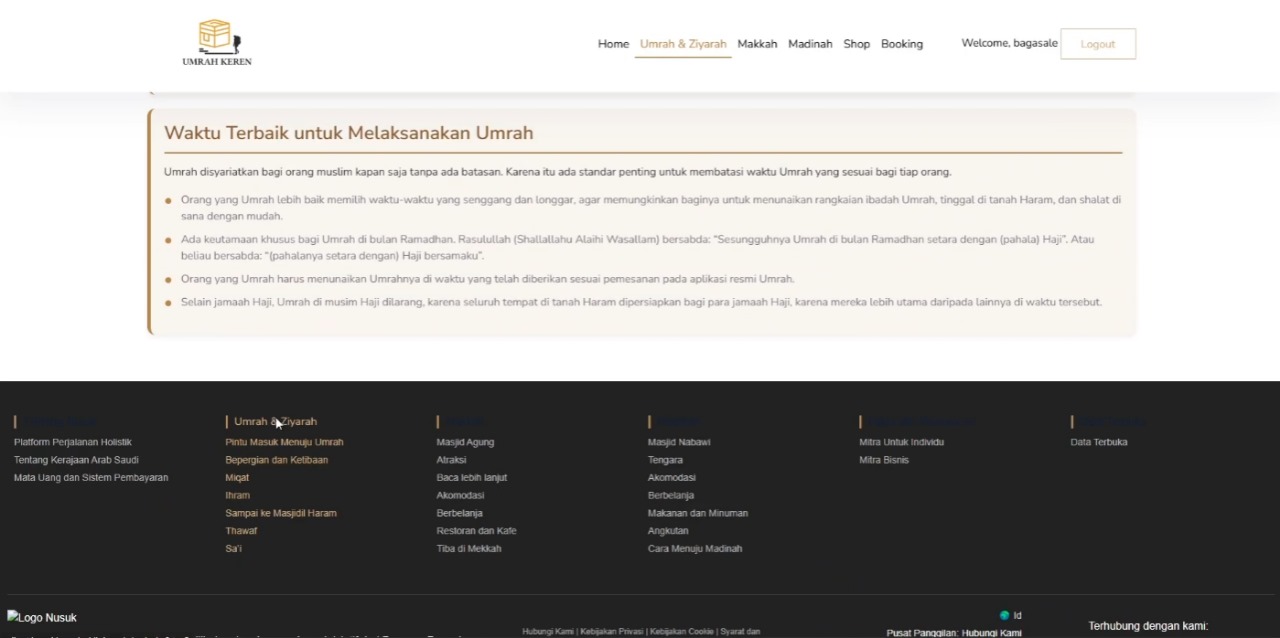 UMRAH KEREN
Home Umrah & Ziyarah Makkah Madinah Shop Booking Welcome, bagasale Logout
Waktu Terbaik untuk Melaksanakan Umrah
Umrah disyariatkan bagi orang muslim kapan saja tanpa ada batasan. Karena itu ada standar penting untuk membatasi waktu Umrah yang sesuai bagi tiap orang.
Orang yang Umrah lebih baik memilih waktu-waktu yang senggang dan longgar, agar memungkinkan baginya untuk menunaikan rangkaian ibadah Umrah, tinggal di tanah Haram, dan shalat di
sana dengan mudah.
Ada keutamaan khusus bagi Umrah di bulan Ramadhan. Rasulullah (Shallallahu Alaihi Wasallam) bersabda: “Sesungguhnya Umrah di bulan Ramadhan setara dengan (pahala) Haji”. Atau
beliau bersabda: “(pahalanya setara dengan) Haji bersamaku”.
Orang yang Umrah harus menunaikan Umrahnya di waktu yang telah diberikan sesuai pemesanan pada aplikasi resmi Umrah.
Selain jamaah Haji, Umrah di musim Haji dilarang, karena seluruh tempat di tanah Haram dipersiapkan bagi para jamaah Haji, karena mereka lebih utama daripada lainnya di waktu tersebut.
Platform Perjalanan Holistik
Tentang Kerajaan Arab Saudi
Mata Uang dan Sistem Pembayaran
Umrah & Ziyarah
Pintu Masuk Menuju Umrah
Bepergian dan Ketibaan
Miqat
Ihram
Sampai ke Masjidil Haram
Thawaf
Sa'i
Masjid Agung
Atraksi
Baca lebih lanjut
Akomodasi
Berbelanja
Restoran dan Kafe
Tiba di Mekkah
Masjid Nabawi
Tengara
Akomodasi
Berbelanja
Makanan dan Minuman
Angkutan
Cara Menuju Madinah
Mitra Untuk Individu
Mitra Bisnis
Data Terbuka
Logo Nusuk
Hubungi Kami | Kebijakan Privasi | Kebijakan Cookie | Syarat dan
Id
Pusat Panggilan: Hubungi Kami
Terhubung dengan kami: